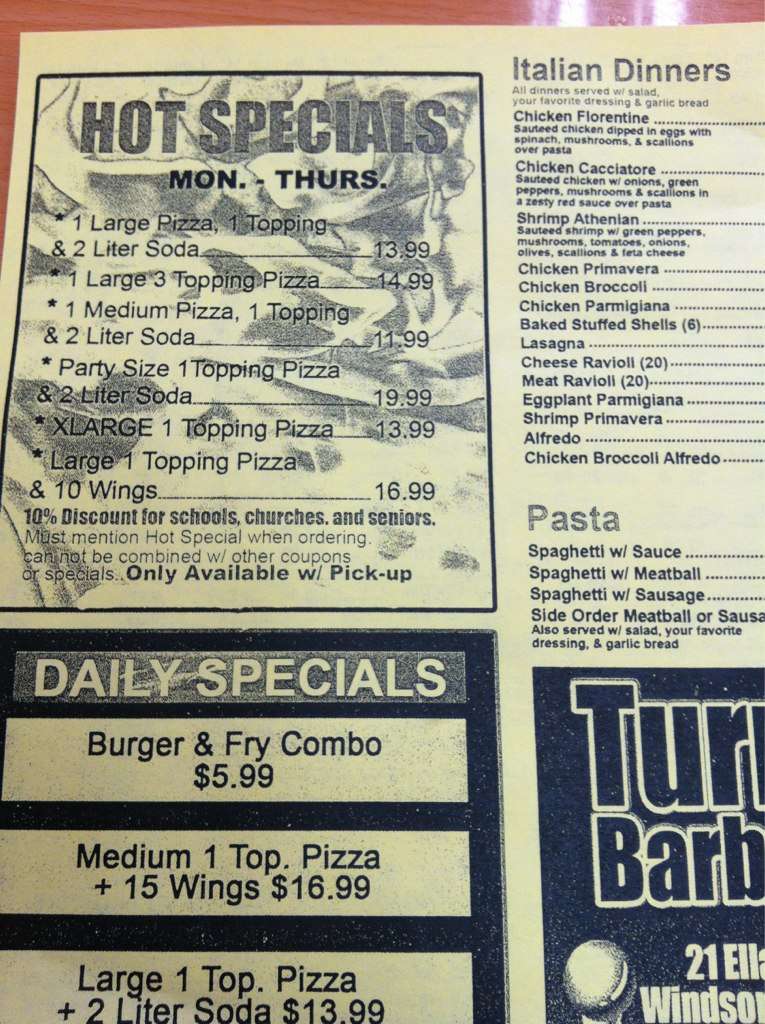 HOT SPECIALS
MON. - THURS.
* 1 Large Pizza, 1 Topping
& 2 Liter Soda 13.99
* 1 Large 3 Topping Pizza 14.99
* 1 Medium Pizza, 1 Topping
& 2 Liter Soda 11.99
* Party Size 1Topping Pizza
& 2 Liter Soda 19.99
* XLARGE 1 Topping Pizza 13.99
* Large 1 Topping Pizza
& 10 Wings 16.99
10% Discount for schools, churches. and seniors.
Must mention Hot Special when ordering.
can not be combined w/ other coupons
or specials. Only Available w/ Pick-up
DAILY SPECIALS
Burger & Fry Combo
$5.99
Medium 1 Top. Pizza
+ 15 Wings $16.99
Large 1 Top. Pizza
+ 2 Liter Soda $13.99
Italian Dinners
All dinners served w/ salad,
your favorite dressing & garlic bread
Chicken Florentine
Sauteed chicken dipped in eggs with
spinach, mushrooms, & scallions
over pasta
Chicken Cacciatore
Sauteed chicken w/ onions, green
peppers, mushrooms & scallions in
a zesty red sauce over pasta
Shrimp Athenian
Sauteed shrimp w/ green peppers,
mushrooms, tomatoes, onions,
olives, scallions & feta cheese
Chicken Primavera
Chicken Broccoli
Chicken Parmigiana
Baked Stuffed Shells (6)
Lasagna
Cheese Ravioli (20)
Meat Ravioli (20)
Eggplant Parmigiana
Shrimp Primavera
Alfredo
Chicken Broccoli Alfredo
Pasta
Spaghetti w/ Sauce
Spaghetti w/ Meatball
Spaghetti w/ Sausage
Side Order Meatball or Sausa
Also served w/ salad, your favorite
dressing, & garlic bread
Barb
21 Ella
Windsor